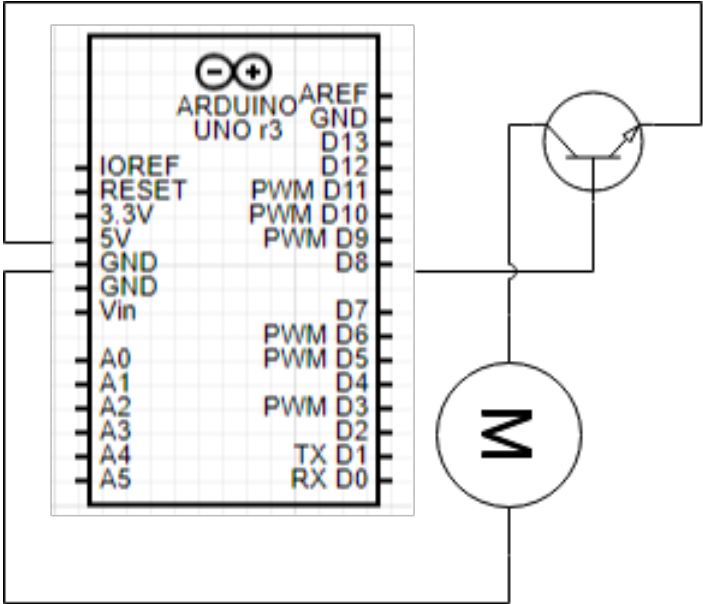 ARDUINO
UNO r3
AREF
GND
D13
D12
PWM D11
PWM D10
PWM D9
D8
D7
PWM D6
PWM D5
D4
PWM D3
D2
TX D1
RX D0
IOREF
RESET
3.3V
5V
GND
GND
Vin
A0
A1
A2
A3
A4
A5
M